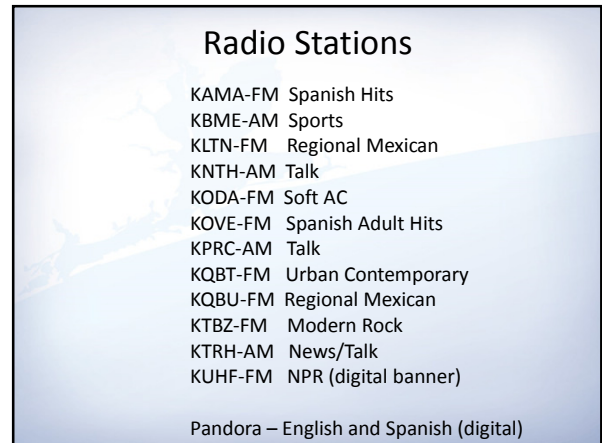 Radio Stations
KAMA-FM Spanish Hits
KBME-AM Sports
KLTN-FM Regional Mexican
KNTH-AM Talk
KODA-FM Soft AC
KOVE-FM Spanish Adult Hits
KPRC-AM Talk
KQBT-FM Urban Contemporary
KQBU-FM Regional Mexican
KTBZ-FM Modern Rock
KTRH-AM News/Talk
KUHF-FM NPR (digital banner)
Pandora – English and Spanish (digital)